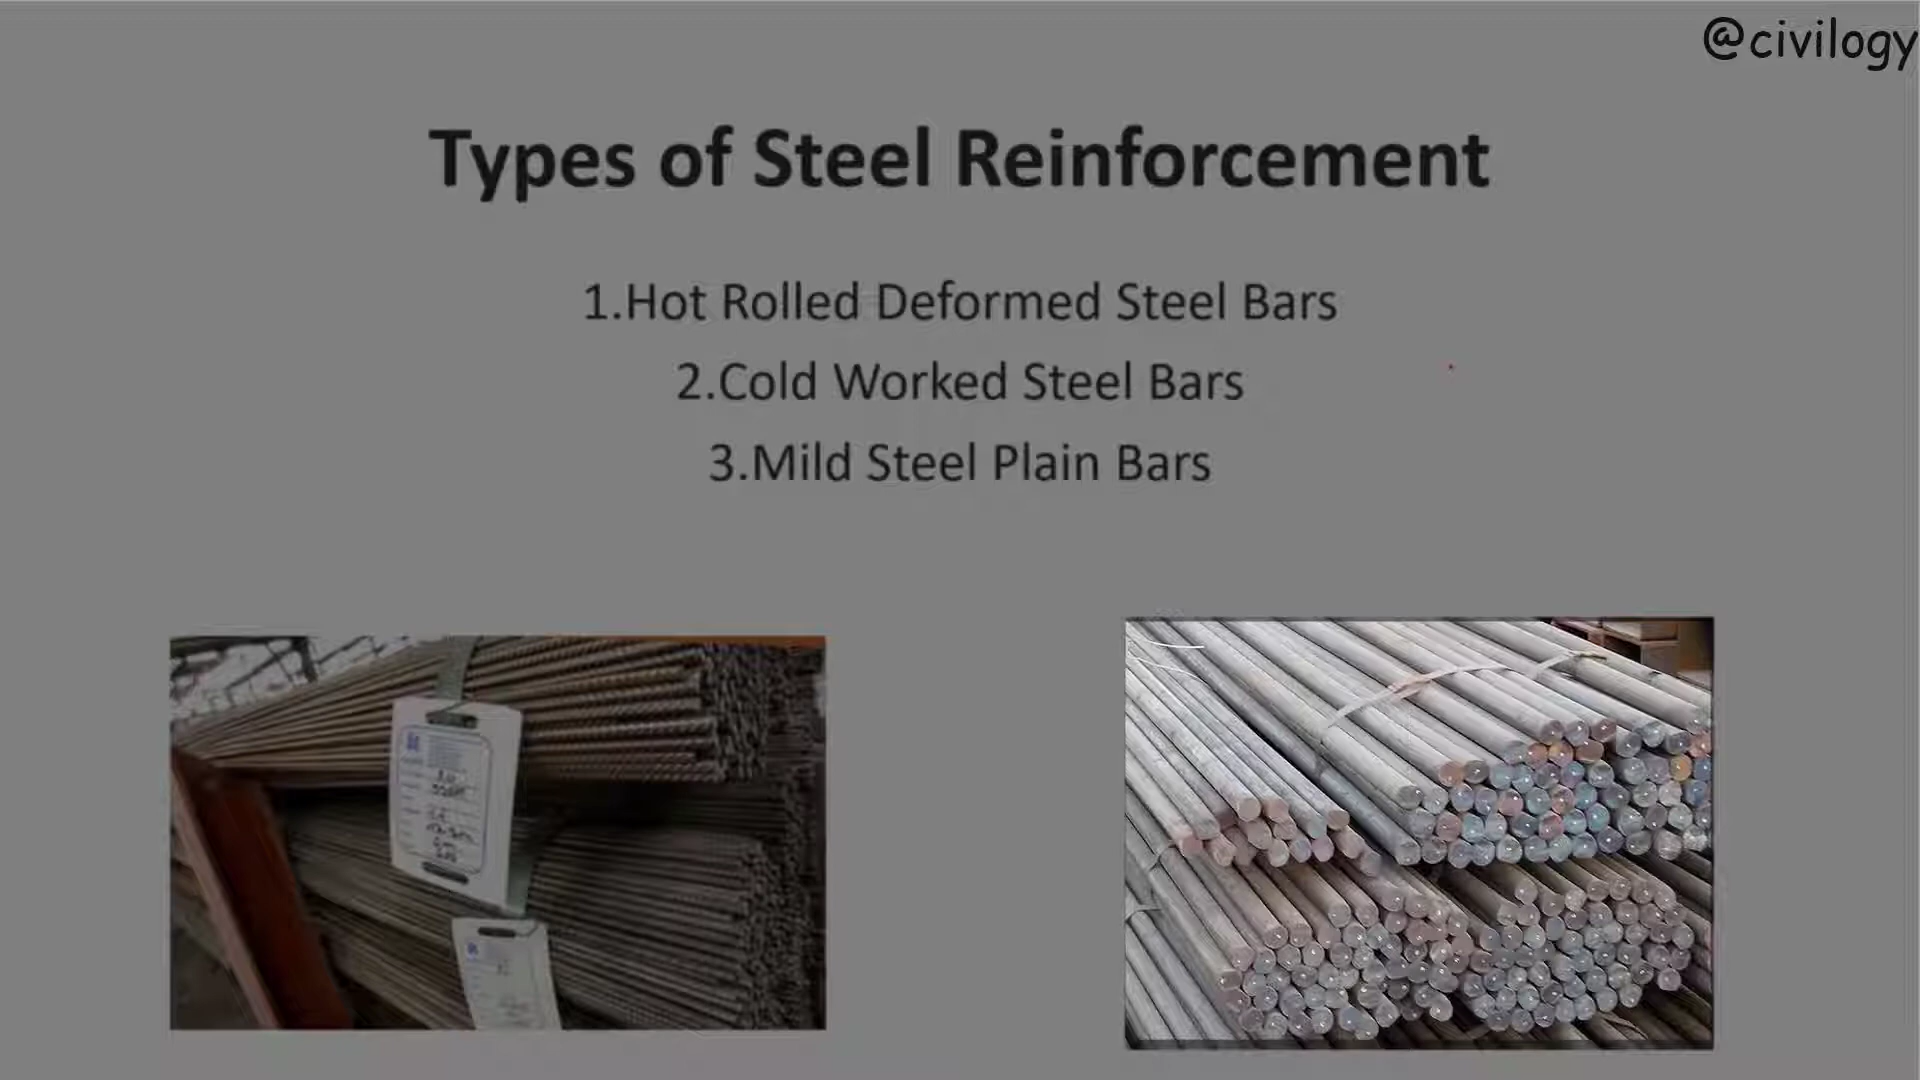 @civilogy
Types of Steel Reinforcement
1.Hot Rolled Deformed Steel Bars
2.Cold Worked Steel Bars
3.Mild Steel Plain Bars